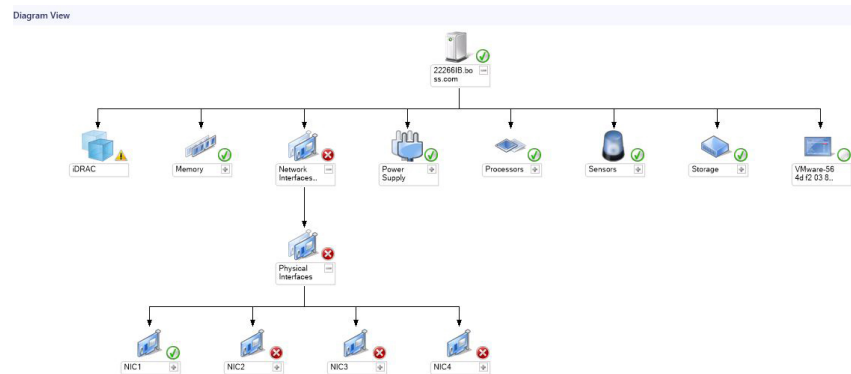 Diagram View
22266IB.bo
ss.com
iDRAC
Memory
Network
Interfaces..
Power
Supply
Processors
Sensors
Storage
VMware-56
4d f2 03 8..
Physical
Interfaces
NIC1
NIC2
NIC3
NIC4